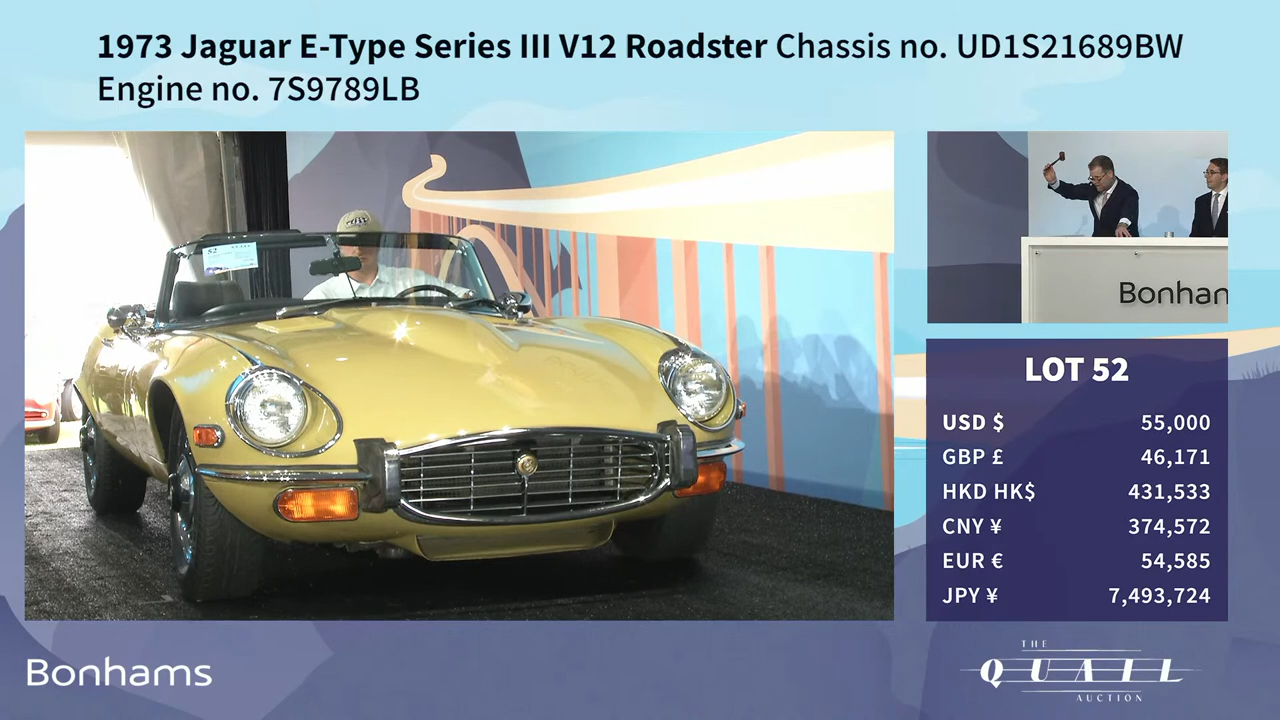 1973 Jaguar E-Type Series III V12 Roadster Chassis no. UD1S21689BW
Engine no. 7S9789LB
52
Bonhan
LOT 52
USD $ 55,000
GBP £ 46,171
HKD HK$ 431,533
CNY ¥ 374,572
EUR € 54,585
JPY ¥ 7,493,724
Bonhams
THE
QUAIL
AUCTION